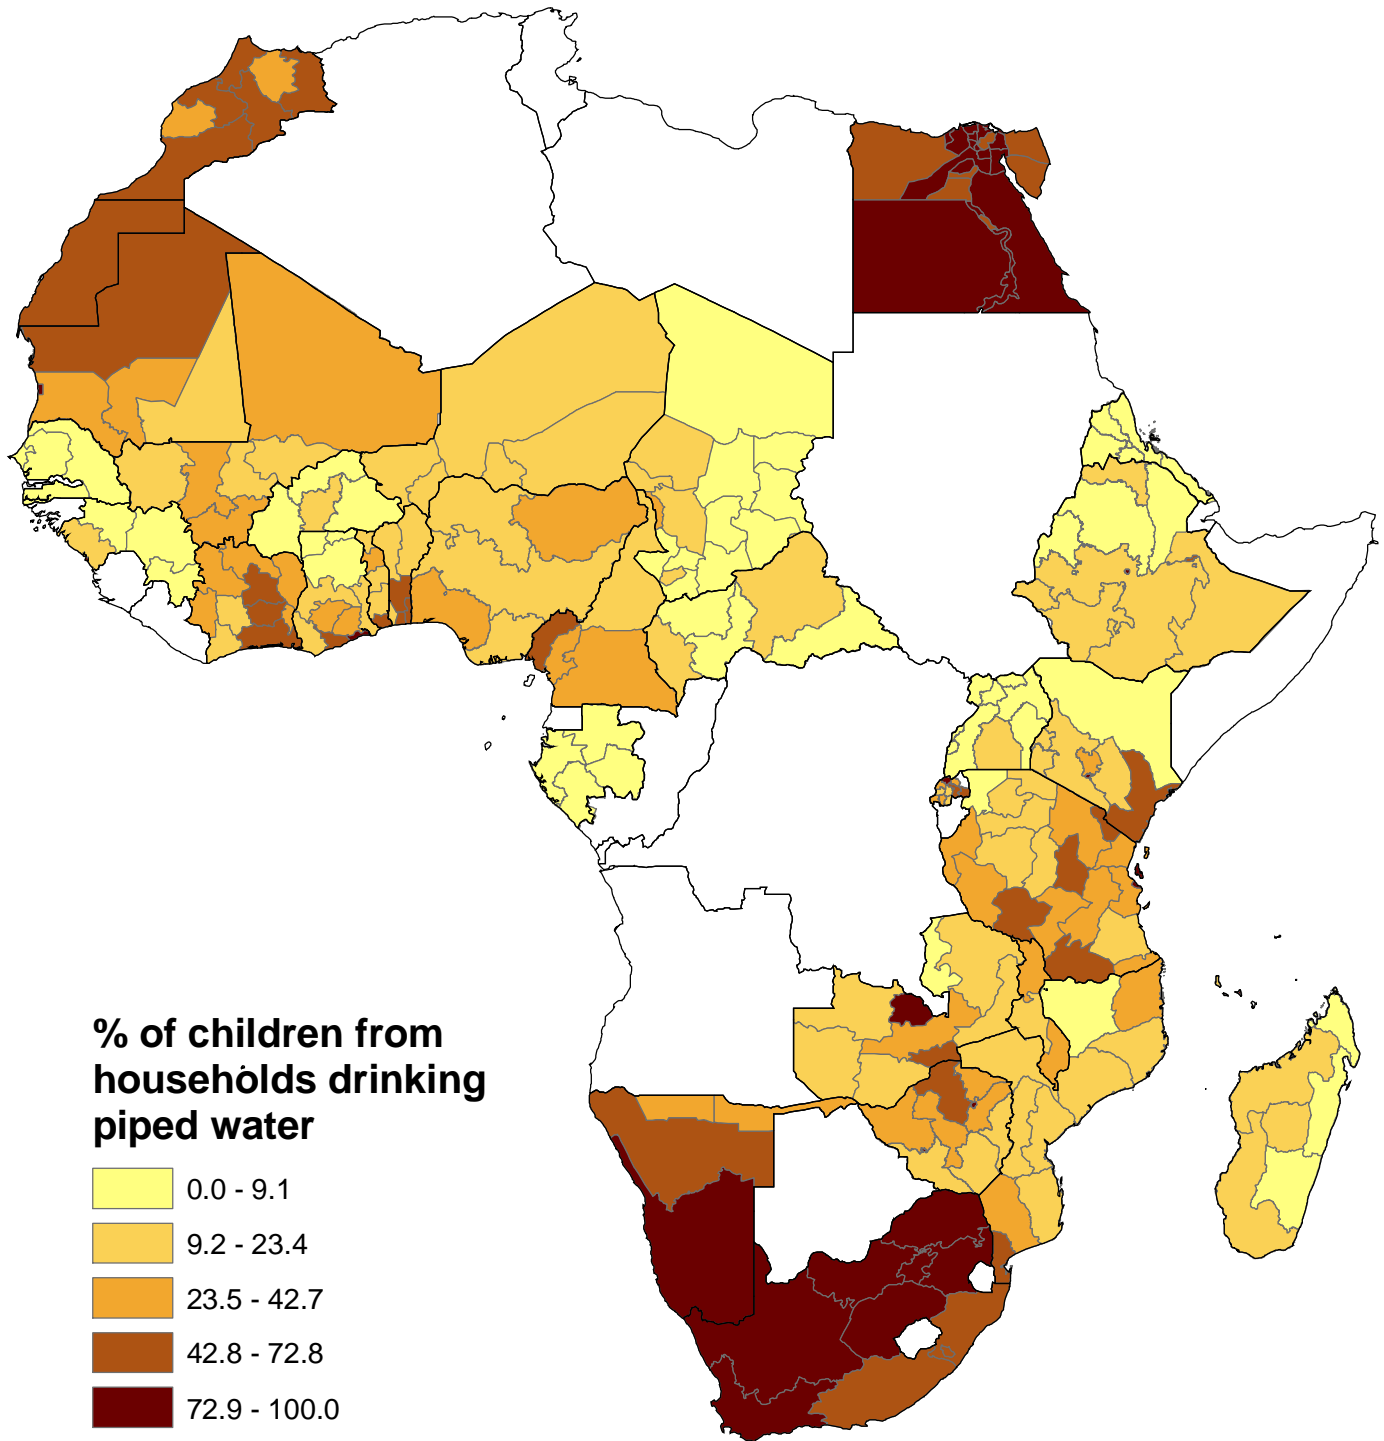 % of children from
households drinking
piped water
0.0 - 9.1
9.2 - 23.4
23.5 - 42.7
42.8 - 72.8
72.9 - 100.0